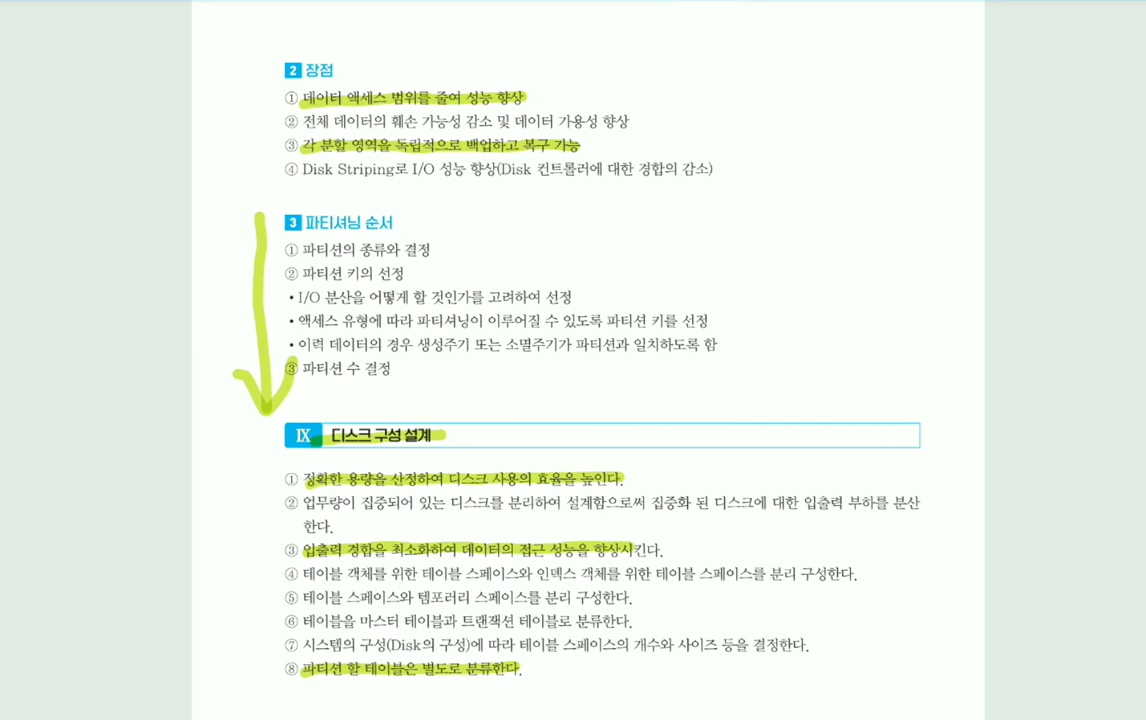 2 장점
① 데이터 액세스 범위를 줄여 성능 향상
② 전체 데이터의 훼손 가능성 감소 및 데이터 가용성 향상
③ 각 분할 영역을 독립적으로 백업하고 복구 가능
④ Disk Striping로 I/O 성능 향상(Disk 컨트롤러에 대한 경합의 감소)
3 파티셔닝 순서
① 파티션의 종류와 결정
② 파티션 키의 선정
• I/O 분산을 어떻게 할 것인가를 고려하여 선정
• 액세스 유형에 따라 파티셔닝이 이루어질 수 있도록 파티션 키를 선정
• 이력 데이터의 경우 생성주기 또는 소멸주기가 파티션과 일치하도록 함
③ 파티션 수 결정
Ⅸ 디스크 구성 설계
① 정확한 용량을 산정하여 디스크 사용의 효율을 높인다.
② 업무량이 집중되어 있는 디스크를 분리하여 설계함으로써 집중화 된 디스크에 대한 입출력 부하를 분산
한다.
③ 입출력 경합을 최소화하여 데이터의 접근 성능을 향상시킨다.
④ 테이블 객체를 위한 테이블 스페이스와 인덱스 객체를 위한 테이블 스페이스를 분리 구성한다.
⑤ 테이블 스페이스와 템포러리 스페이스를 분리 구성한다.
⑥ 테이블을 마스터 테이블과 트랜잭션 테이블로 분류한다.
⑦ 시스템의 구성(Disk의 구성)에 따라 테이블 스페이스의 개수와 사이즈 등을 결정한다.
⑧ 파티션 할 테이블은 별도로 분류한다.